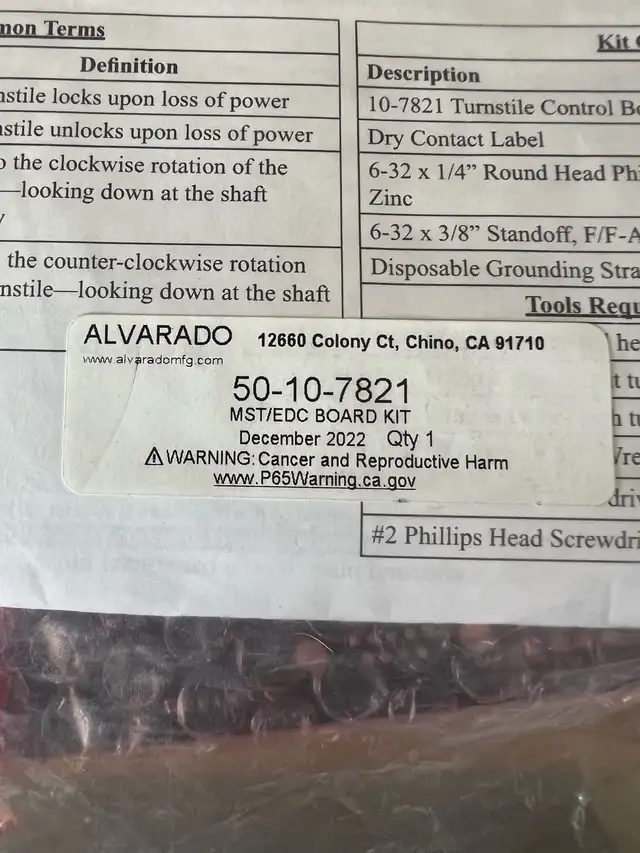 mon Terms
Definition
nstile locks upon loss of power
nstile unlocks upon loss of power
o the clockwise rotation of the
—looking down at the shaft
the counter-clockwise rotation
nstile—looking down at the shaft
Kit
Description
10-7821 Turnstile Control Bo
Dry Contact Label
6-32 x 1/4” Round Head Phi
Zinc
6-32 x 3/8” Standoff, F/F-A
Disposable Grounding Stra
Tools Requ
ALVARADO 12660 Colony Ct, Chino, CA 91710
www.alvaradomfg.com
50-10-7821
MST/EDC BOARD KIT
December 2022 Qty 1
⚠WARNING: Cancer and Reproductive Harm
www.P65Warning.ca.gov
#2 Phillips Head Screwdri